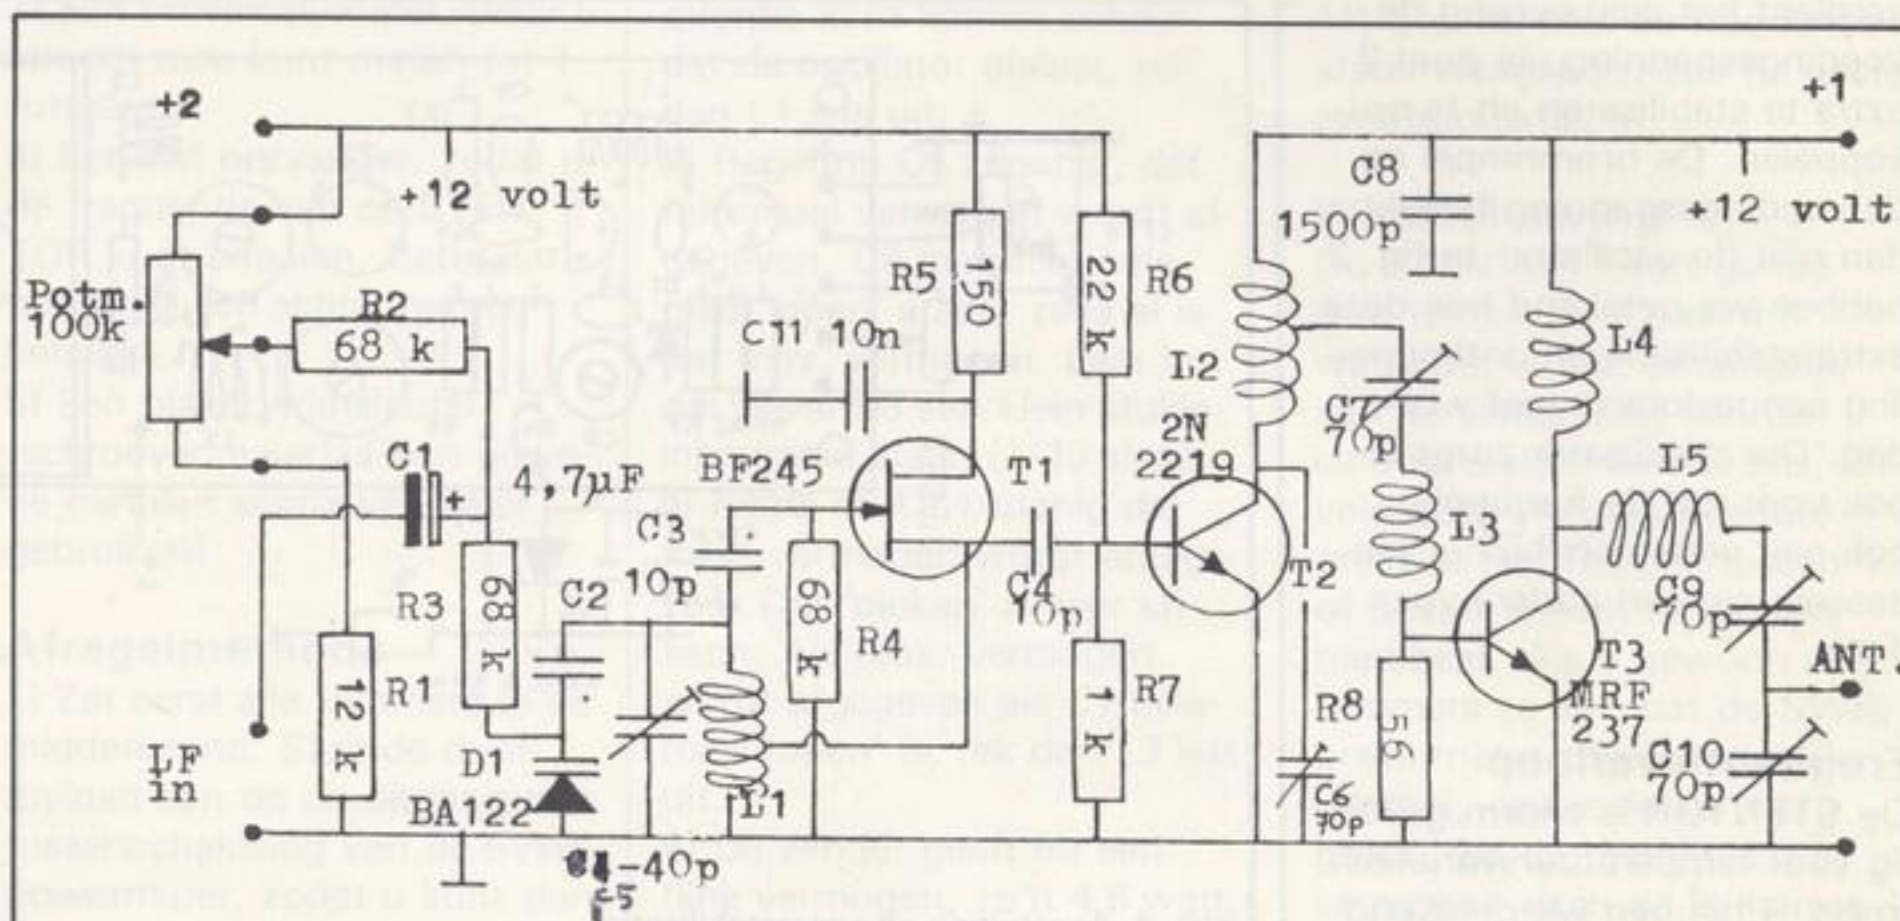 +2
+12 volt
Potm.
100k
R2
68 k
C1
+
4,7µF
R3
68 k
C2
R1
12 k
LF
in
D1
BA122
-40p
C3
10p
L1
68 k
R4
C11 10n
BF245
R5
150
22 k
R6
T1
C4
10p
R7
1 k
L2
2N
2219
T2
C6
70p
C8
1500p
C7
70p
L3
R8
56
L4
T3
MRF
237
L5
C9
70p
C10
70p
ANT.
+1
+12 volt